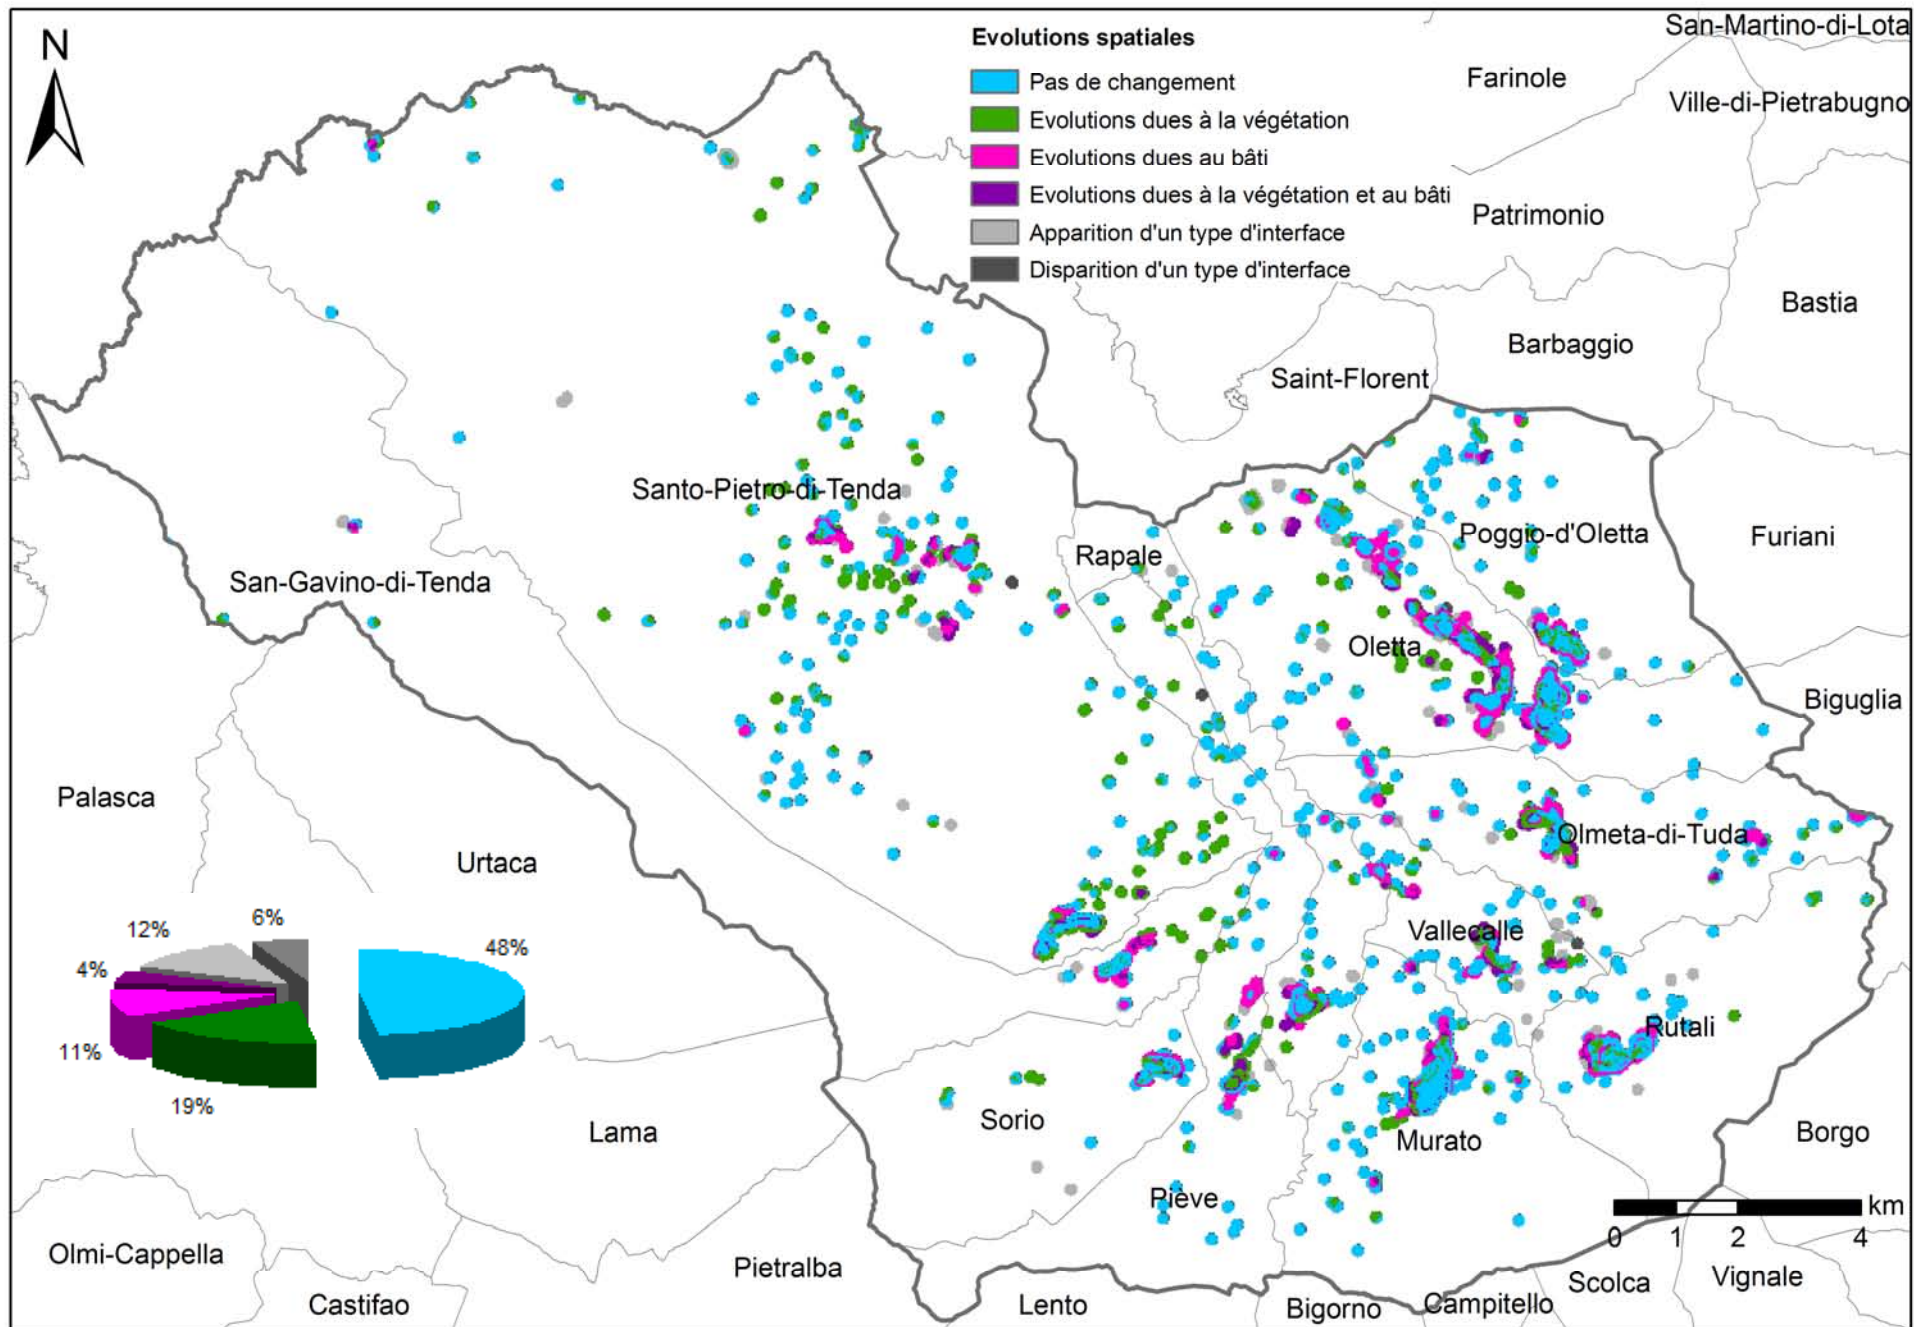 N
Evolutions spatiales
Pas de changement
Evolutions dues à la végétation
Evolutions dues au bâti
Evolutions dues à la végétation et au bâti
Apparition d'un type d'interface
Disparition d'un type d'interface
San-Martino-di-Lota
Farinole
Ville-di-Pietrabugno
Patrimonio
Bastia
Barbaggio
Saint-Florent
Santo-Pietro-di-Tenda
Poggio-d'Oletta
Furiani
Rapale
San-Gavino-di-Tenda
Oletta
Biguglia
Palasca
Olmeta-di-Tuda
Urtaca
Vallecalle
12%
6%
48%
4%
11%
19%
Rutali
Sorio
Lama
Murato
Borgo
Pieve
km
0 1 2 4
Olmi-Cappella
Pietralba
Castifao
Lento
Bigorno
Campitello
Scolca
Vignale